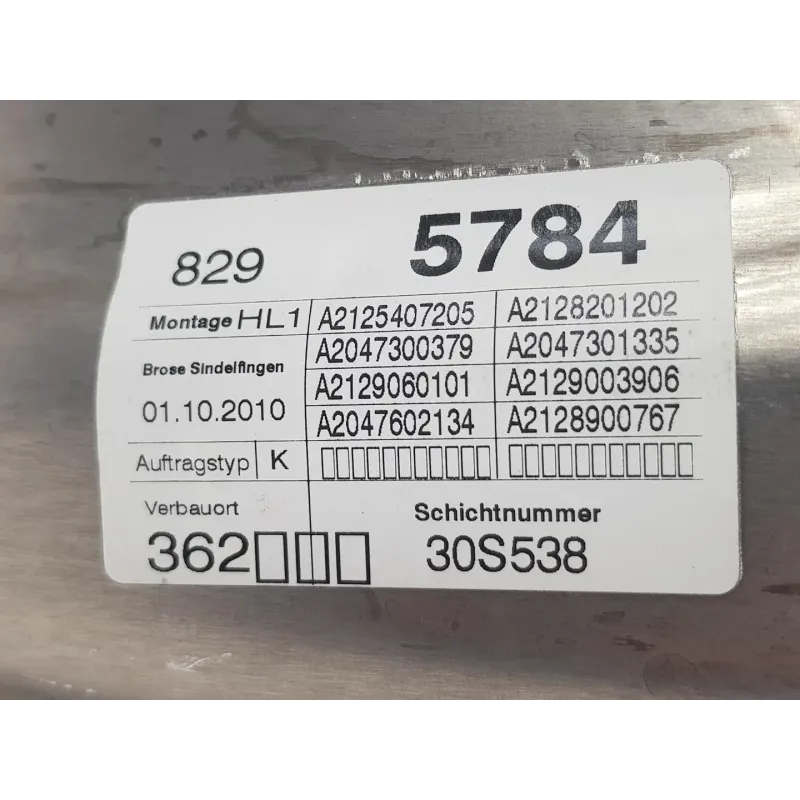 829 5784
Montage HL1 A2125407205 A2128201202
A2047300379 A2047301335
Brose Sindelfingen
A2129060101 A2129003906
01.10.2010
A2047602134 A2128900767
Auftragstyp K
Verbauort Schichtnummer
362 30S538